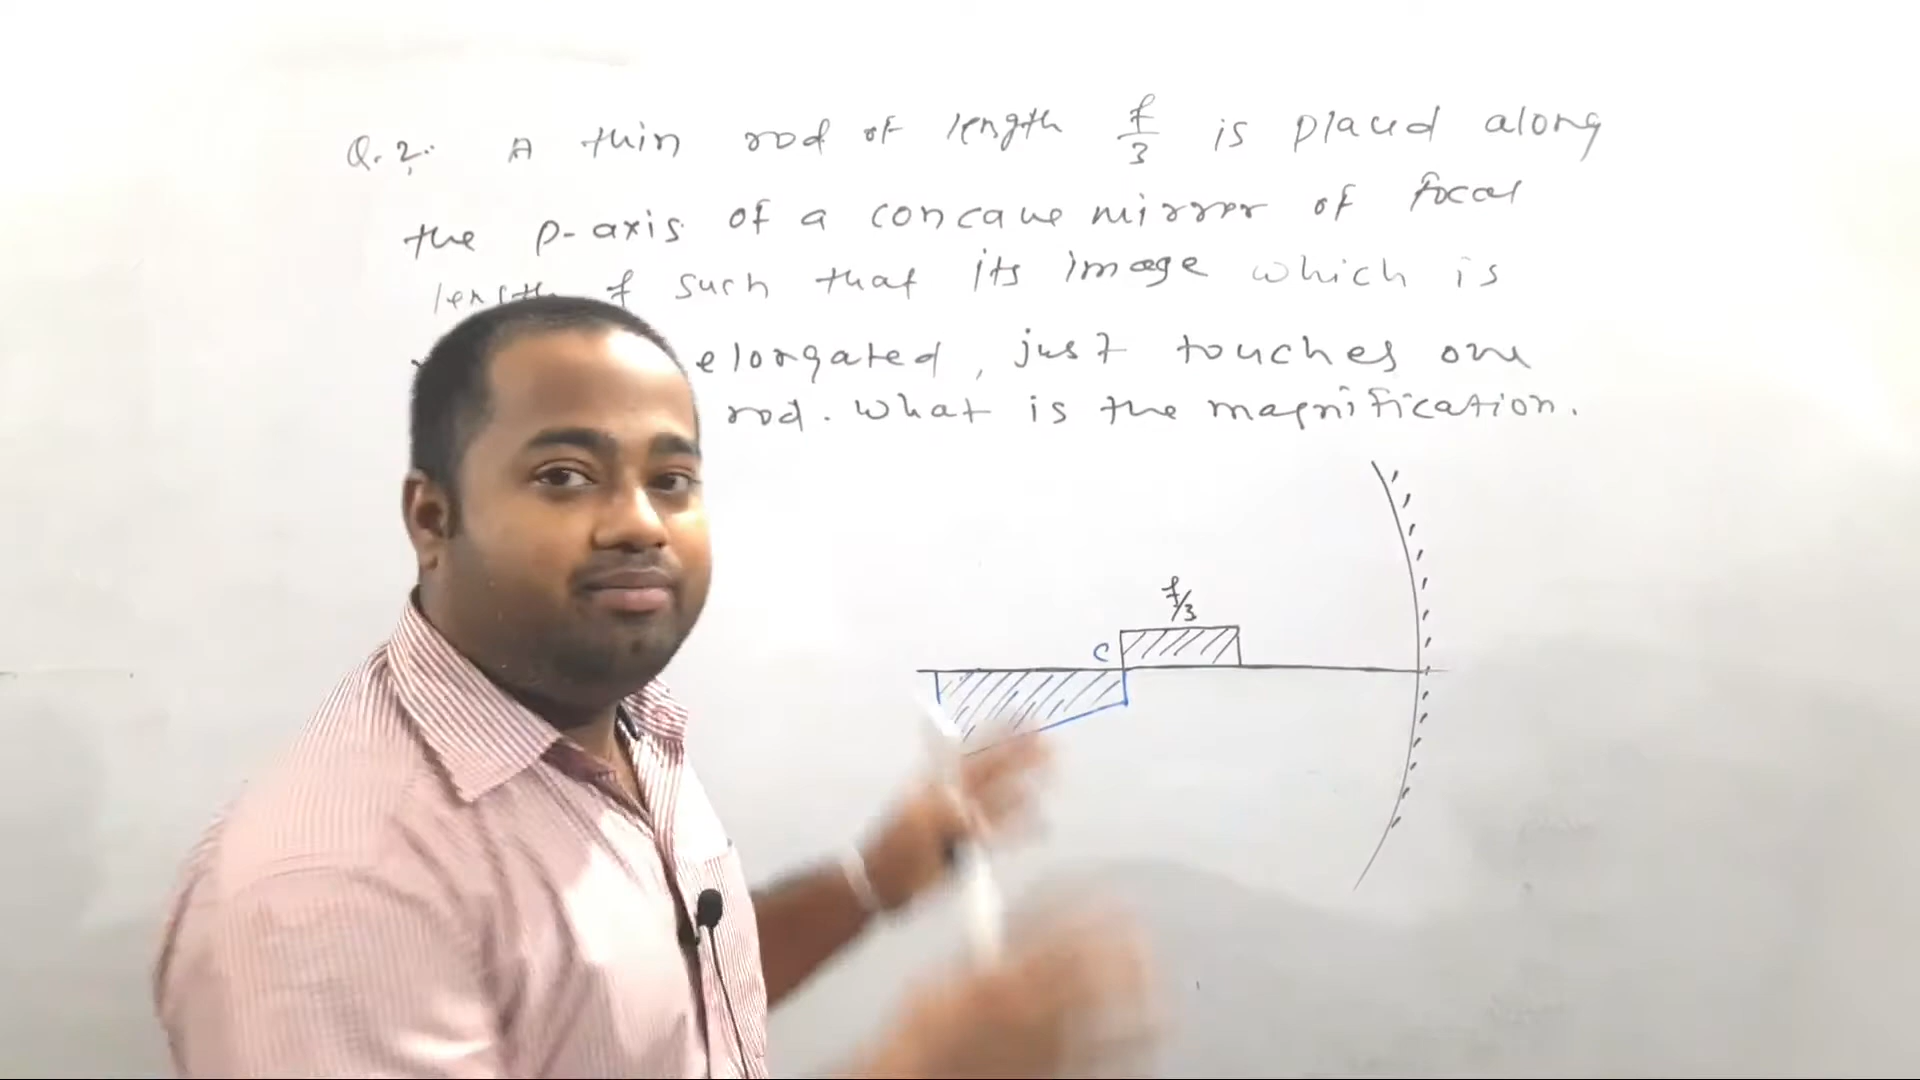 Q.2. A thin rod of length f/3 is placed along
the p-axis of a concave mirror of focal
length f such that its image which is
elongated, just touches one
rod. What is the magnification.
f/3
C